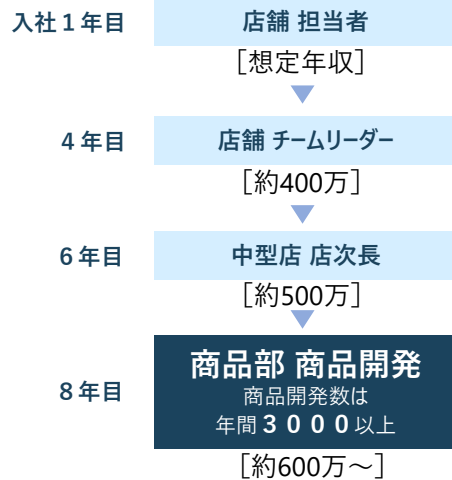 入社１年目 店舗 担当者
［想定年収］
４年目 店舗 チームリーダー
［約400万］
６年目 中型店 店次長
［約500万］
商品部 商品開発
８年目 商品開発数は
年間３０００以上
［約600万～］